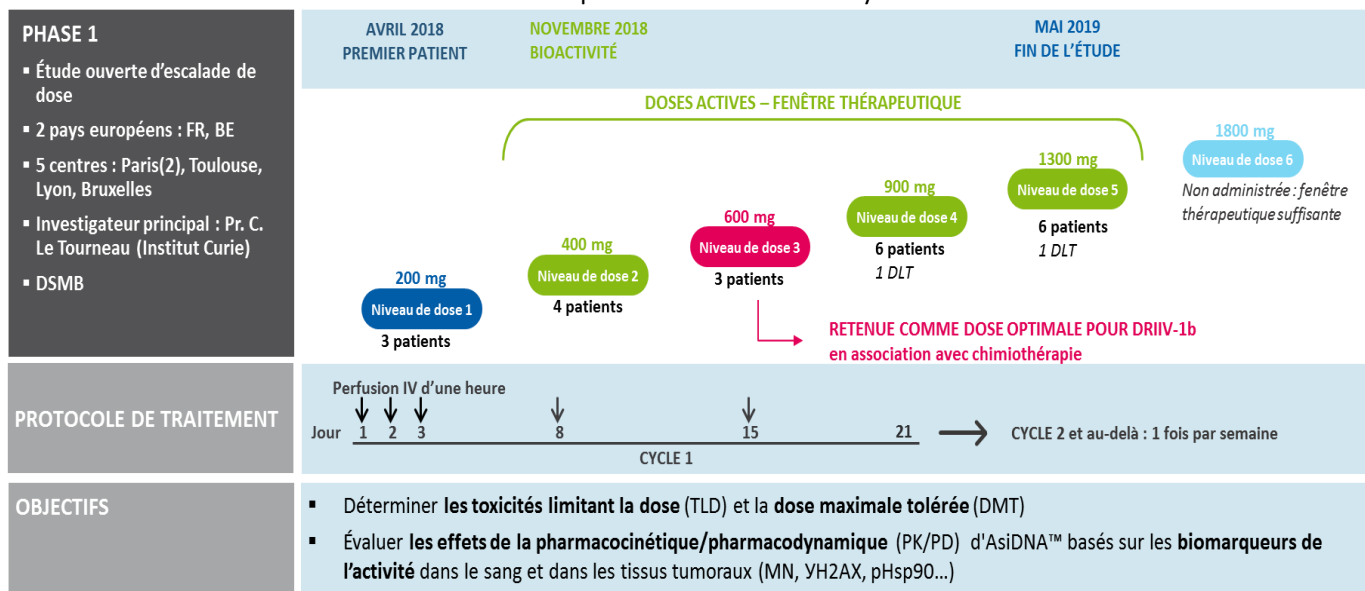 PHASE 1
▪ Étude ouverte d'escalade de
dose
▪ 2 pays européens : FR, BE
▪ 5 centres : Paris(2), Toulouse,
Lyon, Bruxelles
▪ Investigateur principal : Pr. C.
Le Tourneau (Institut Curie)
▪ DSMB
AVRIL 2018
PREMIER PATIENT
NOVEMBRE 2018
BIOACTIVITÉ
MAI 2019
FIN DE L'ÉTUDE
DOSES ACTIVES – FENÊTRE THÉRAPEUTIQUE
200 mg
Niveau de dose 1
3 patients
400 mg
Niveau de dose 2
4 patients
600 mg
Niveau de dose 3
3 patients
900 mg
Niveau de dose 4
6 patients
1 DLT
1300 mg
Niveau de dose 5
6 patients
1 DLT
1800 mg
Niveau de dose 6
Non administrée : fenêtre
thérapeutique suffisante
RETENUE COMME DOSE OPTIMALE POUR DRIIV-1b
en association avec chimiothérapie
PROTOCOLE DE TRAITEMENT
Perfusion IV d'une heure
Jour 1 2 3 8 15 21
CYCLE 1
CYCLE 2 et au-delà : 1 fois par semaine
OBJECTIFS
▪ Déterminer les toxicités limitant la dose (TLD) et la dose maximale tolérée (DMT)
▪ Évaluer les effets de la pharmacocinétique/pharmacodynamique (PK/PD) d'AsiDNA™ basés sur les biomarqueurs de
l'activité dans le sang et dans les tissus tumoraux (MN, УH2AX, pHsp90...)